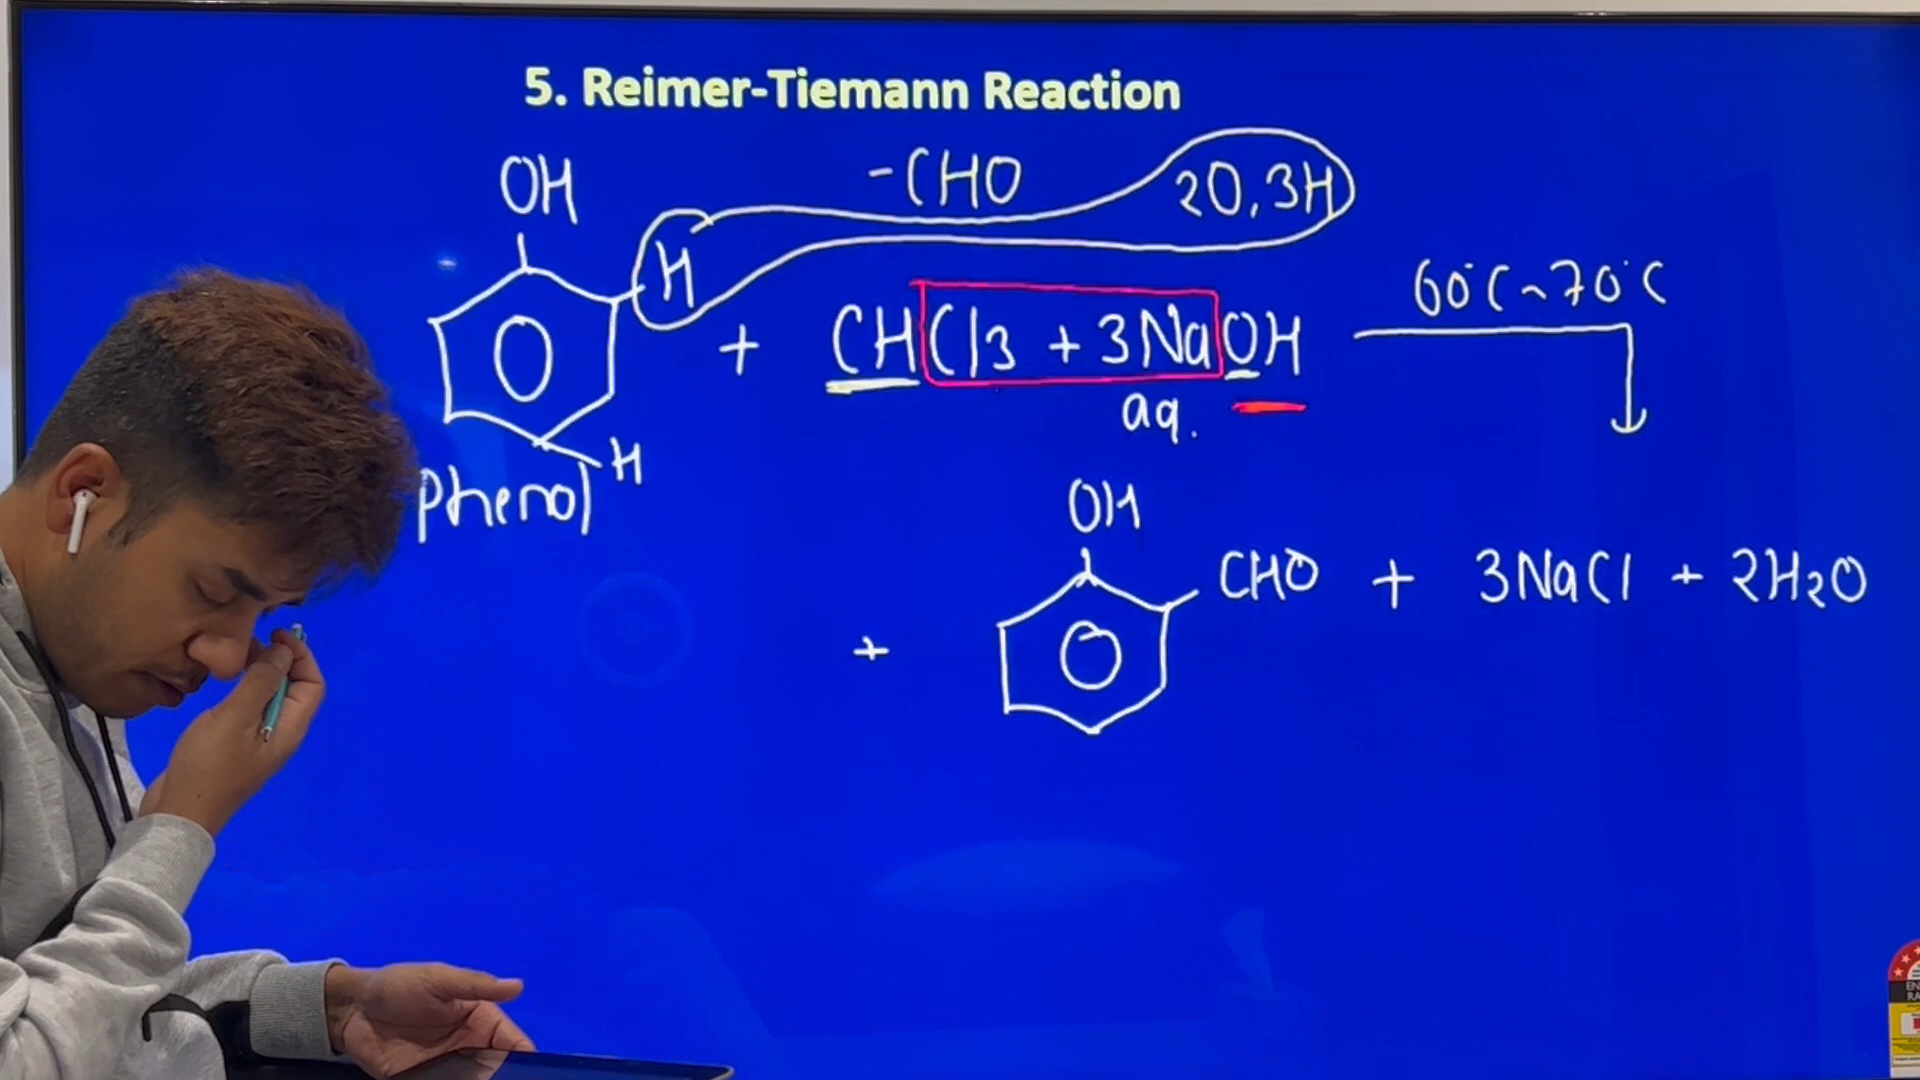 5. Reimer-Tiemann Reaction
OH
-CHO
2O, 3H
H
+ CHCl3 + 3NaOH
60°C ~ 70°C
aq.
H
Phenol
OH
+
CHO + 3NaCl + 2H2O